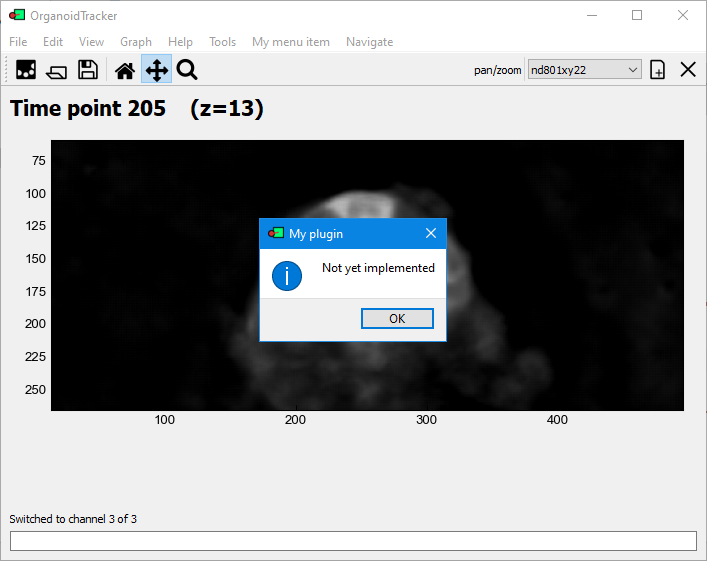 OrganoidTracker
File Edit View Graph Help Tools My menu item Navigate
pan/zoom nd801xy22
Time point 205 (z=13)
75
100
125
150
175
200
225
250
100 200 300 400
My plugin
Not yet implemented
OK
Switched to channel 3 of 3